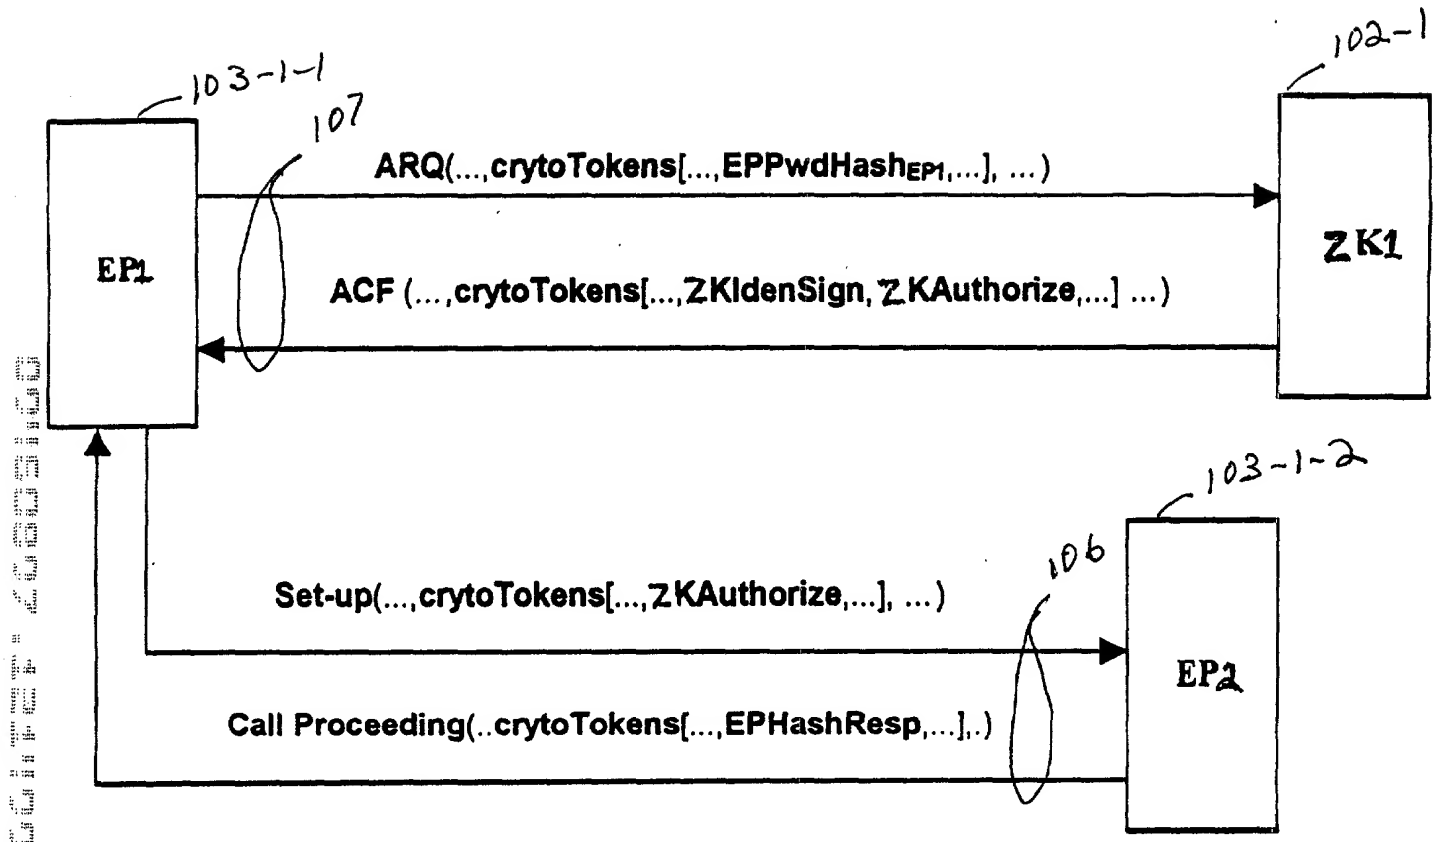 103-1-1
102-1
107
ARQ(...,crytoTokens[...,EPPwdHashEP1,...], ...)
EP1
ZK1
ACF (...,crytoTokens[...,ZKIdenSign, ZKAuthorize,...] ...)
103-1-2
106
Set-up(...,crytoTokens[...,ZKAuthorize,...], ...)
EP2
Call Proceeding(..crytoTokens[...,EPHashResp,...],.)